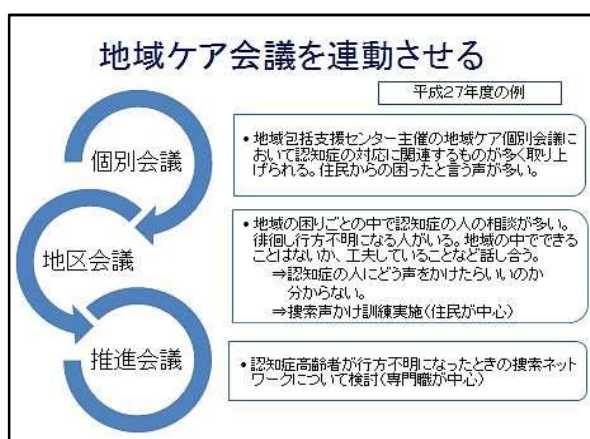 地域ケア会議を連動させる
平成27年度の例
個別会議
•地域包括支援センター主催の地域ケア個別会議に
おいて認知症の対応に関連するものが多く取り上
げられる。住民からの困ったと言う声が多い。
地区会議
•地域の困りごとの中で認知症の人の相談が多い。
徘徊し行方不明になる人がいる。地域の中でできる
ことはないか、工夫していることなど話し合う。
⇒認知症の人にどう声をかけたらいいのか
分からない。
⇒捜索声かけ訓練実施(住民が中心)
推進会議
•認知症高齢者が行方不明になったときの捜索ネット
ワークについて検討(専門職が中心)